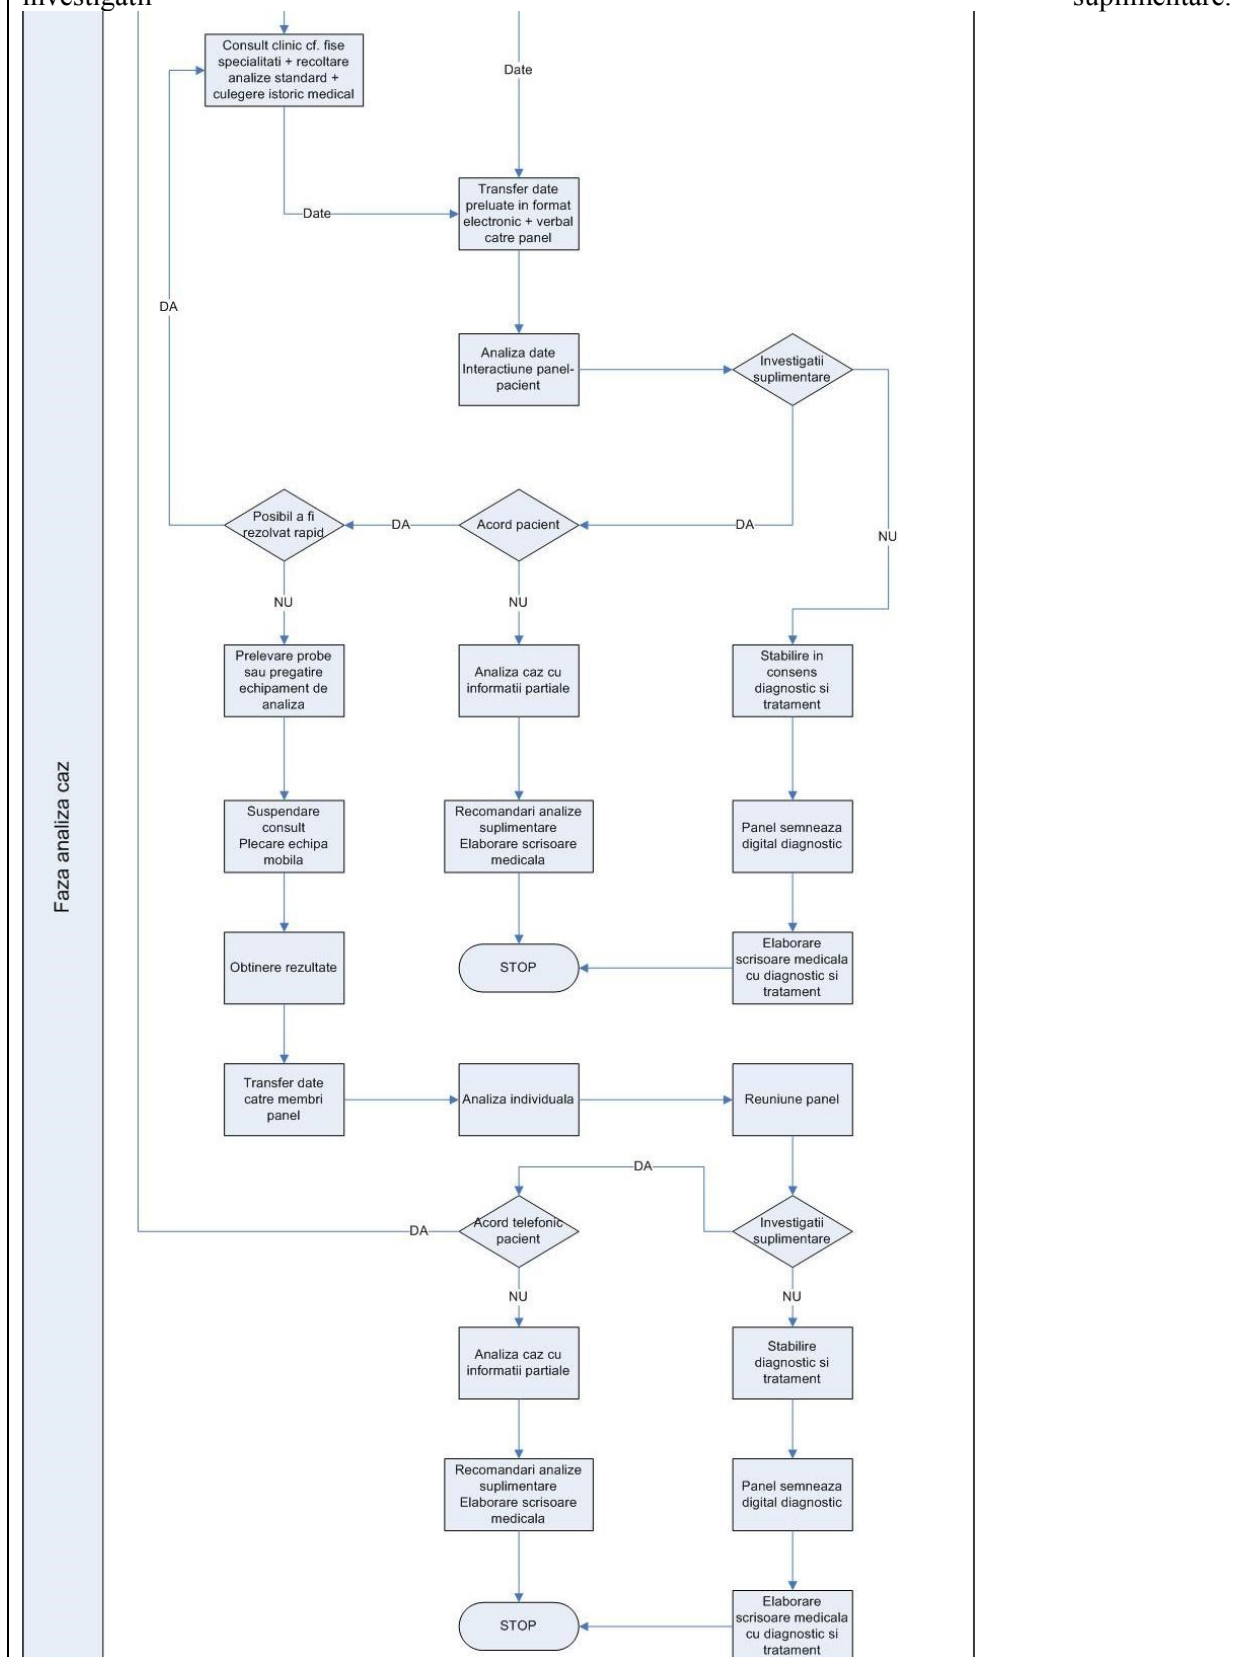 investigatii suplimentare.
Consult clinic cf. fise
specialitati + recoltare
analize standard +
culegere istoric medical
Date
Transfer date
preluate in format
electronic + verbal
catre panel
Date
DA
Analiza date
Interactiune panel-
pacient
Investigatii
suplimentare
Posibil a fi
rezolvat rapid
DA
Acord pacient
DA
NU
NU
NU
Prelevare probe
sau pregatire
echipament de
analiza
Analiza caz cu
informatii partiale
Stabilire in
consens
diagnostic si
tratament
Faza analiza caz
Suspendare
consult
Plecare echipa
mobila
Recomandari analize
suplimentare
Elaborare scrisoare
medicala
Panel semneaza
digital diagnostic
Obtinere rezultate
STOP
Elaborare
scrisoare medicala
cu diagnostic si
tratament
Transfer date
catre membri
panel
Analiza individuala
Reuniune panel
DA
DA
Acord telefonic
pacient
Investigatii
suplimentare
NU
NU
Analiza caz cu
informatii partiale
Stabilire
diagnostic si
tratament
Recomandari analize
suplimentare
Elaborare scrisoare
medicala
Panel semneaza
digital diagnostic
STOP
Elaborare
scrisoare medicala
cu diagnostic si
tratament